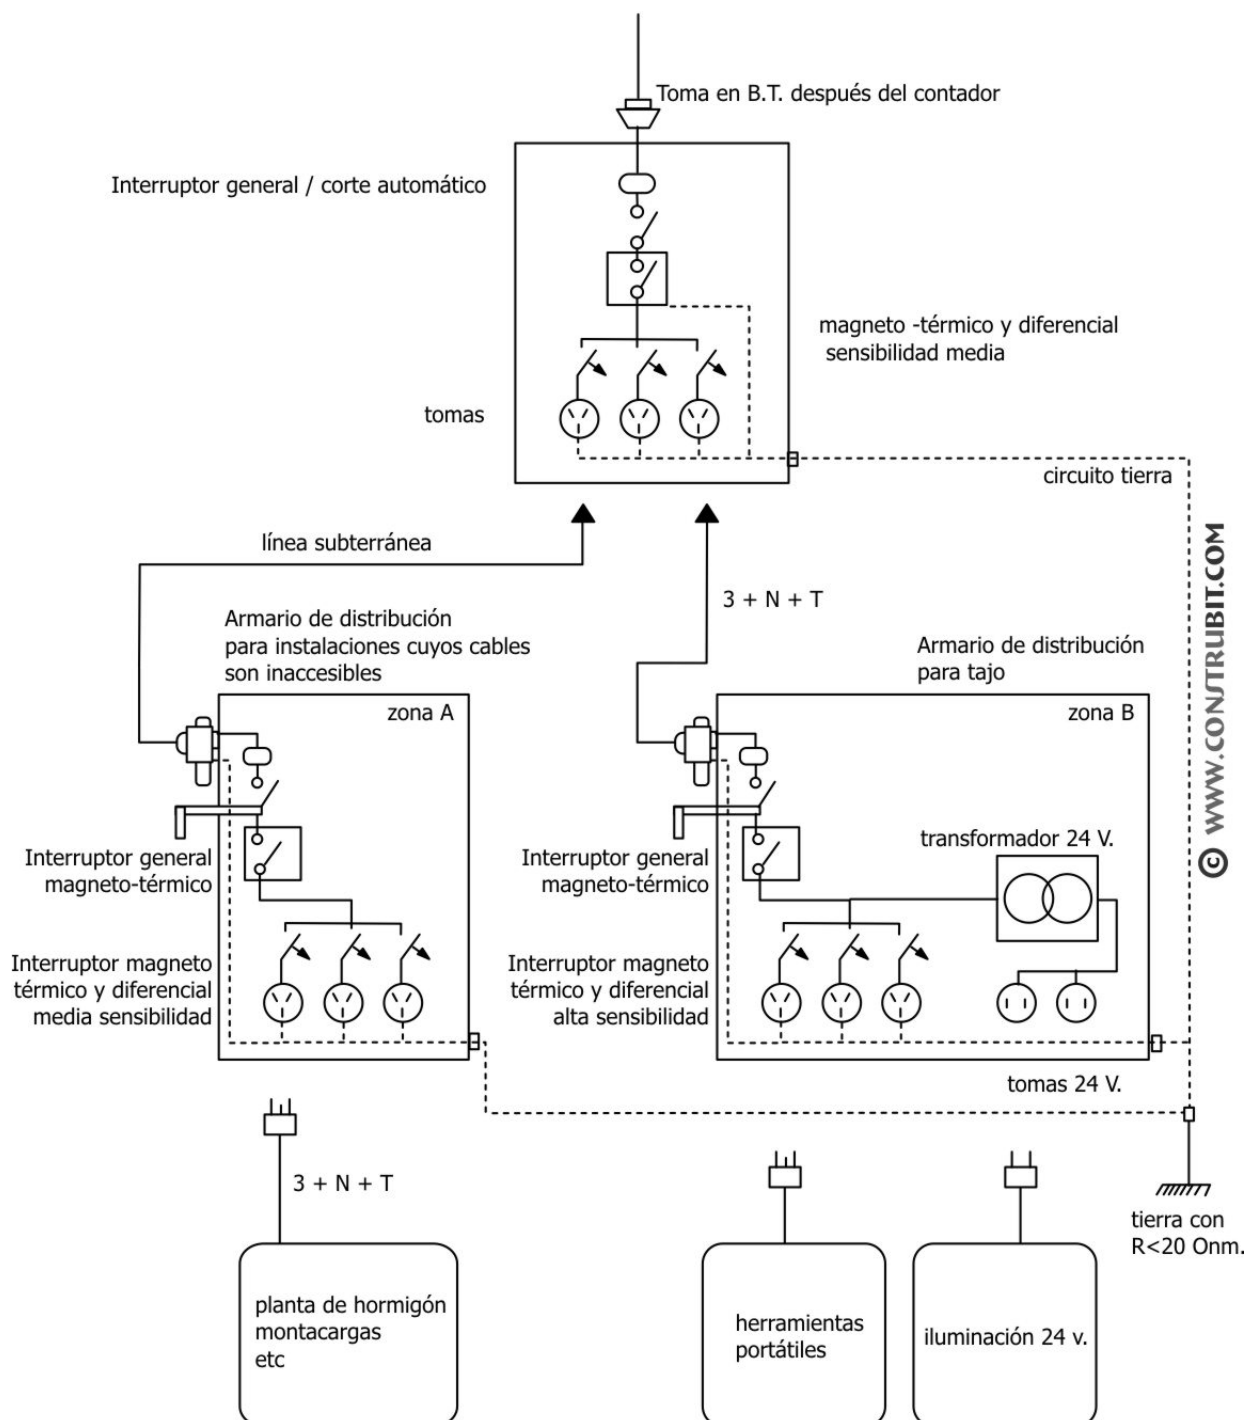 Toma en B.T. después del contador
Interruptor general / corte automático
magneto -térmico y diferencial
sensibilidad media
tomas
circuito tierra
línea subterránea
3 + N + T
Armario de distribución
para instalaciones cuyos cables
son inaccesibles
Armario de distribución
para tajo
zona A
zona B
transformador 24 V.
Interruptor general
magneto-térmico
Interruptor general
magneto-térmico
Interruptor magneto
térmico y diferencial
media sensibilidad
Interruptor magneto
térmico y diferencial
alta sensibilidad
tomas 24 V.
3 + N + T
tierra con
R<20 Onm.
planta de hormigón
montacargas
etc
herramientas
portátiles
iluminación 24 v.
© WWW.CONSTRUBIT.COM